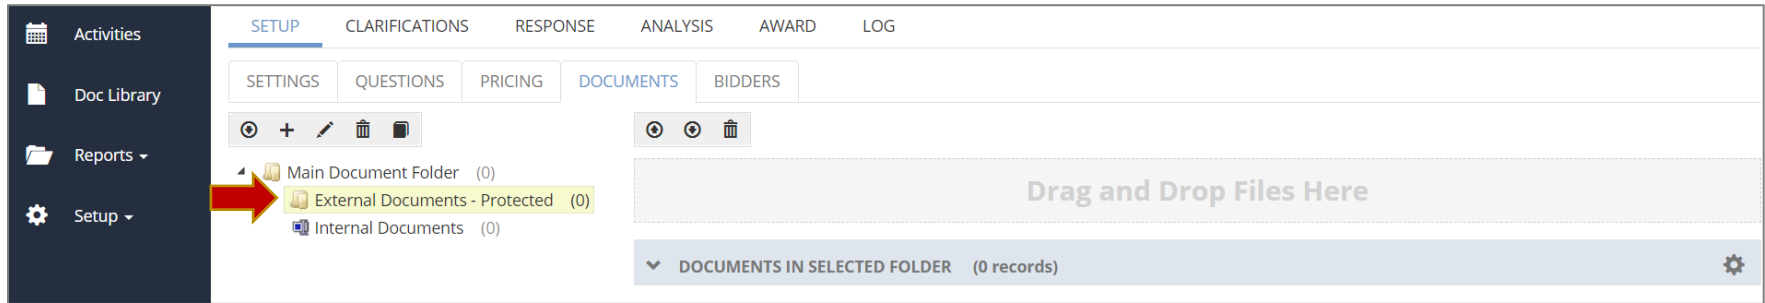 Activities
Doc Library
Reports
Setup
SETUP CLARIFICATIONS RESPONSE ANALYSIS AWARD LOG
SETTINGS QUESTIONS PRICING DOCUMENTS BIDDERS
Main Document Folder (0)
External Documents - Protected (0)
Internal Documents (0)
Drag and Drop Files Here
DOCUMENTS IN SELECTED FOLDER (0 records)